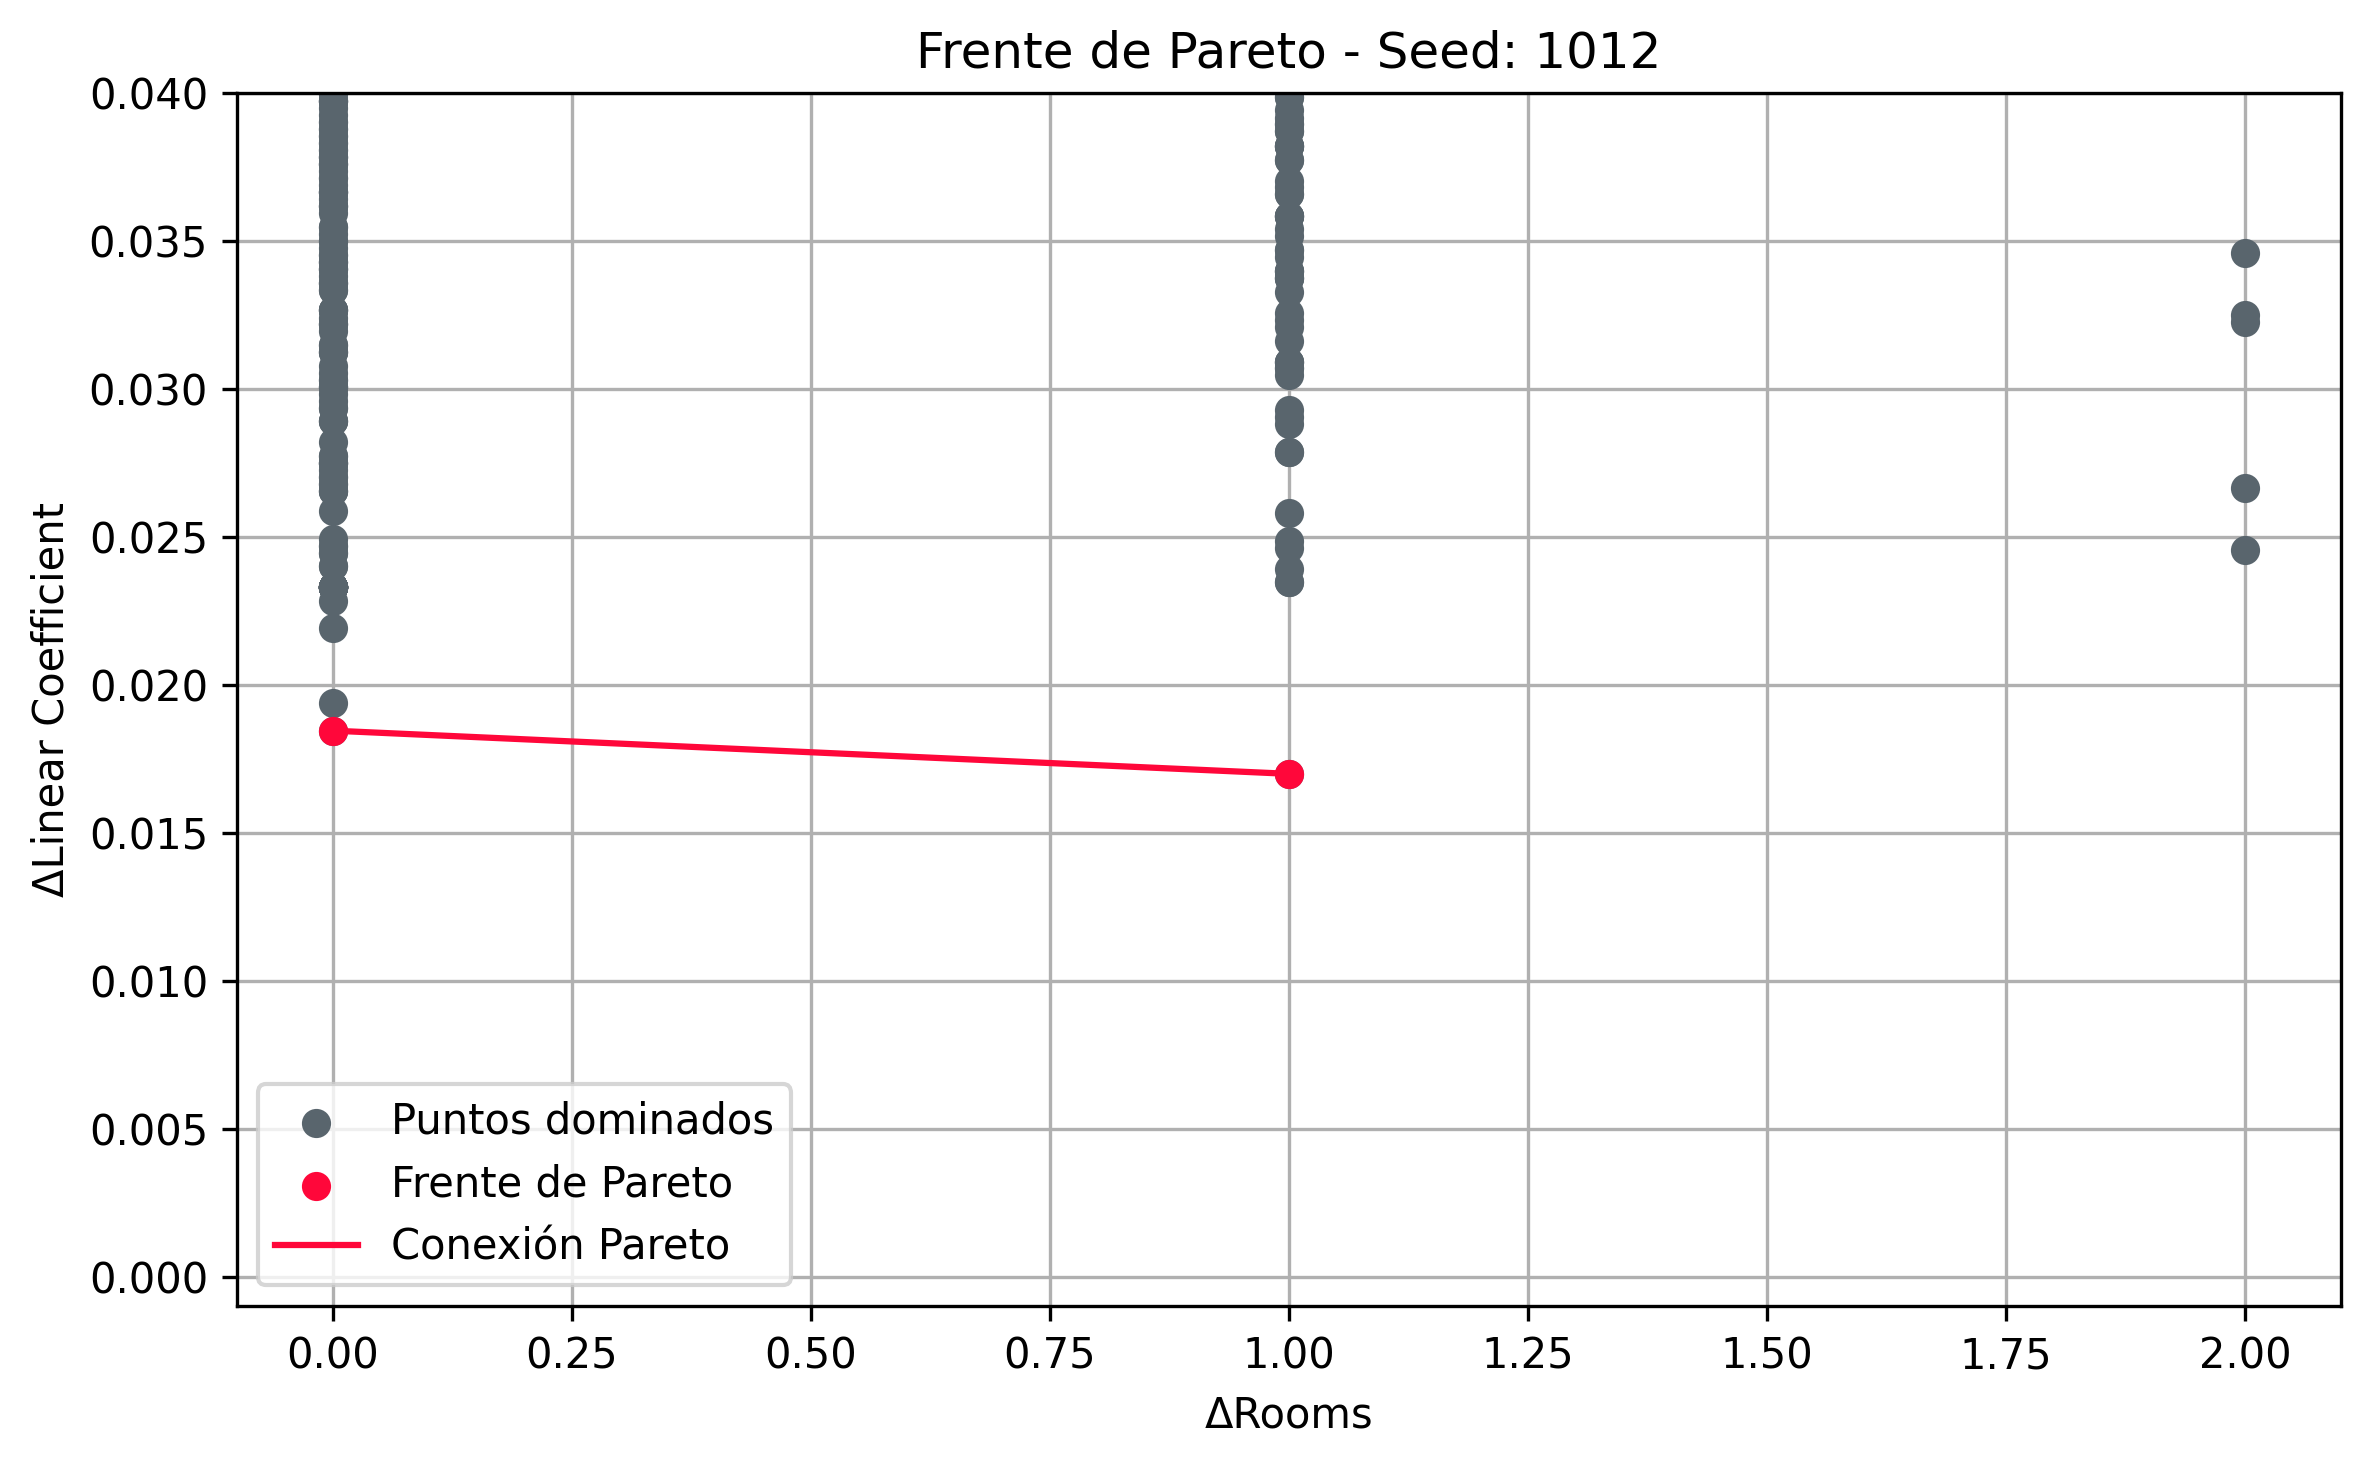 Frente de Pareto - Seed: 1012
0.040
0.035
0.030
0.025
0.020
0.015
0.010
0.005
0.000
ΔLinear Coefficient
Puntos dominados
Frente de Pareto
Conexión Pareto
0.00 0.25 0.50 0.75 1.00 1.25 1.50 1.75 2.00
ΔRooms